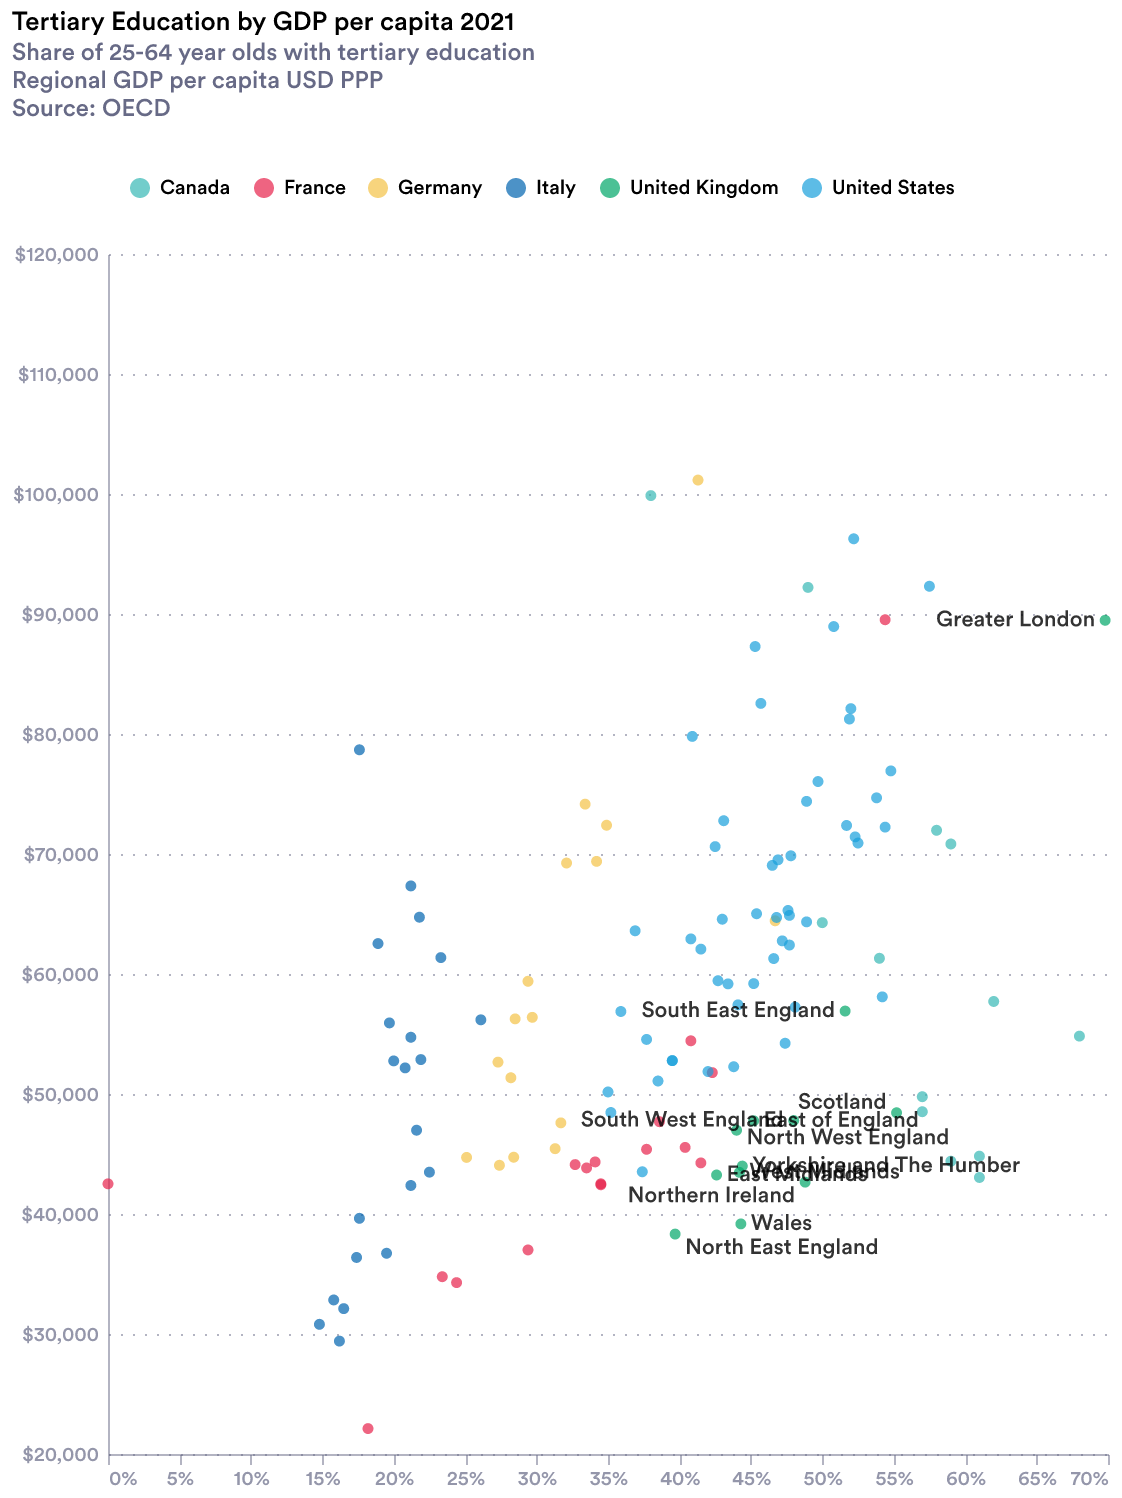 Tertiary Education by GDP per capita 2021
Share of 25-64 year olds with tertiary education
Regional GDP per capita USD PPP
Source: OECD
Canada France Germany Italy United Kingdom United States
$120,000
$110,000
$100,000
$90,000
Greater London
$80,000
$70,000
$60,000
South East England
$50,000
Scotland
South West England East of England
North West England
Yorkshire and The Humber
West Midlands
East Midlands
Northern Ireland
$40,000
Wales
North East England
$30,000
$20,000
0% 5% 10% 15% 20% 25% 30% 35% 40% 45% 50% 55% 60% 65% 70%